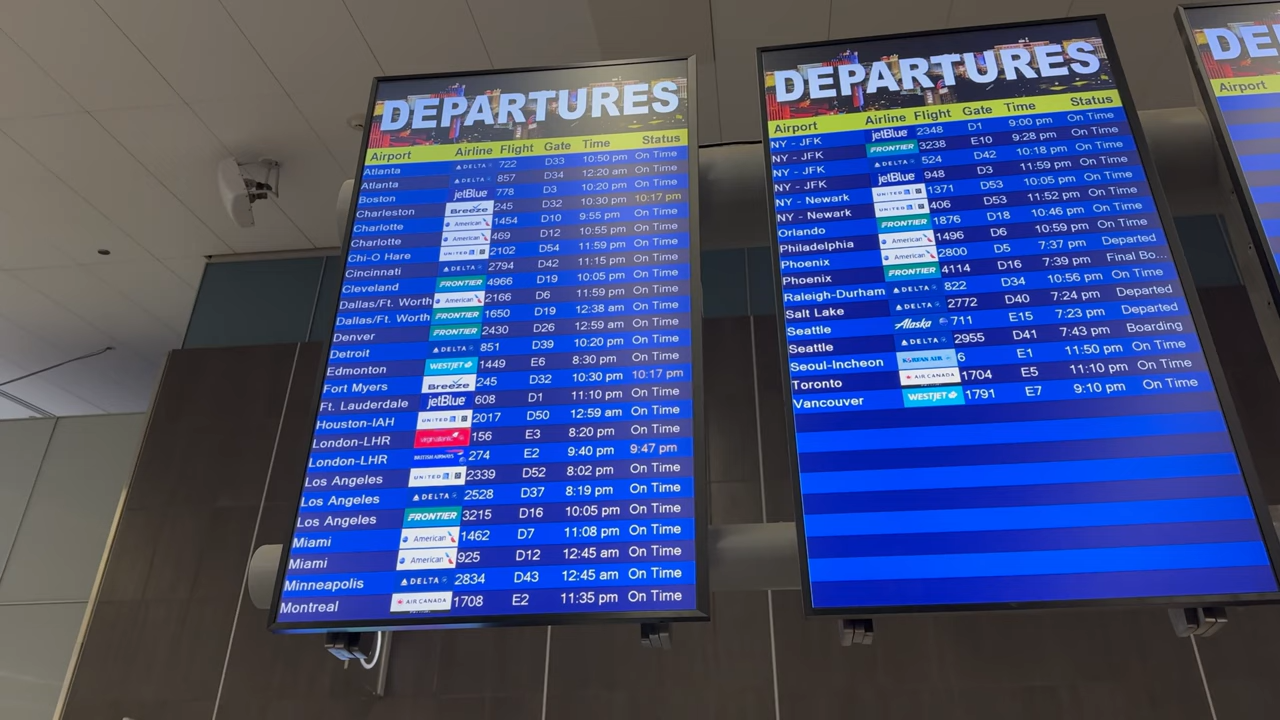 DEPARTURES
Airport Airline Flight Gate Time Status
Atlanta DELTA 722 D33 10:50 pm On Time
Atlanta DELTA 857 D34 12:20 am On Time
Boston jetBlue 778 D3 10:20 pm On Time
Charleston Breeze 245 D32 10:30 pm 10:17 pm
Charlotte American 1454 D10 9:55 pm On Time
Charlotte American 469 D12 10:55 pm On Time
Chi-O Hare UNITED 2102 D54 11:59 pm On Time
Cincinnati DELTA 2794 D42 11:15 pm On Time
Cleveland FRONTIER 4966 D19 10:05 pm On Time
Dallas/Ft. Worth American 2166 D6 11:59 pm On Time
Dallas/Ft. Worth FRONTIER 1650 D19 12:38 am On Time
Denver FRONTIER 2430 D26 12:59 am On Time
Detroit DELTA 851 D39 10:20 pm On Time
Edmonton WESTJET 1449 E6 8:30 pm On Time
Fort Myers Breeze 245 D32 10:30 pm 10:17 pm
Ft. Lauderdale jetBlue 608 D1 11:10 pm On Time
Houston-IAH UNITED 2017 D50 12:59 am On Time
London-LHR virgin atlantic 156 E3 8:20 pm On Time
London-LHR BRITISH AIRWAYS 274 E2 9:40 pm 9:47 pm
Los Angeles UNITED 2339 D52 8:02 pm On Time
Los Angeles DELTA 2528 D37 8:19 pm On Time
Los Angeles FRONTIER 3215 D16 10:05 pm On Time
Miami American 1462 D7 11:08 pm On Time
Miami American 925 D12 12:45 am On Time
Minneapolis DELTA 2834 D43 12:45 am On Time
Montreal AIR CANADA 1708 E2 11:35 pm On Time
DEPARTURES
Airport Airline Flight Gate Time Status
NY - JFK jetBlue 2348 D1 9:00 pm On Time
NY - JFK FRONTIER 3238 E10 9:28 pm On Time
NY - JFK DELTA 524 D42 10:18 pm On Time
NY - JFK jetBlue 948 D3 11:59 pm On Time
NY - Newark UNITED 1371 D53 10:05 pm On Time
NY - Newark UNITED 406 D53 11:52 pm On Time
Orlando FRONTIER 1876 D18 10:46 pm On Time
Philadelphia American 1496 D6 10:59 pm On Time
Phoenix American 2800 D5 7:37 pm Departed
Phoenix FRONTIER 4114 D16 7:39 pm Final Bo...
Raleigh-Durham DELTA 822 D34 10:56 pm On Time
Salt Lake DELTA 2772 D40 7:24 pm Departed
Seattle Alaska 711 E15 7:23 pm Departed
Seattle DELTA 2955 D41 7:43 pm Boarding
Seoul-Incheon KOREAN AIR 6 E1 11:50 pm On Time
Toronto AIR CANADA 1704 E5 11:10 pm On Time
Vancouver WESTJET 1791 E7 9:10 pm On Time
DE
Airport